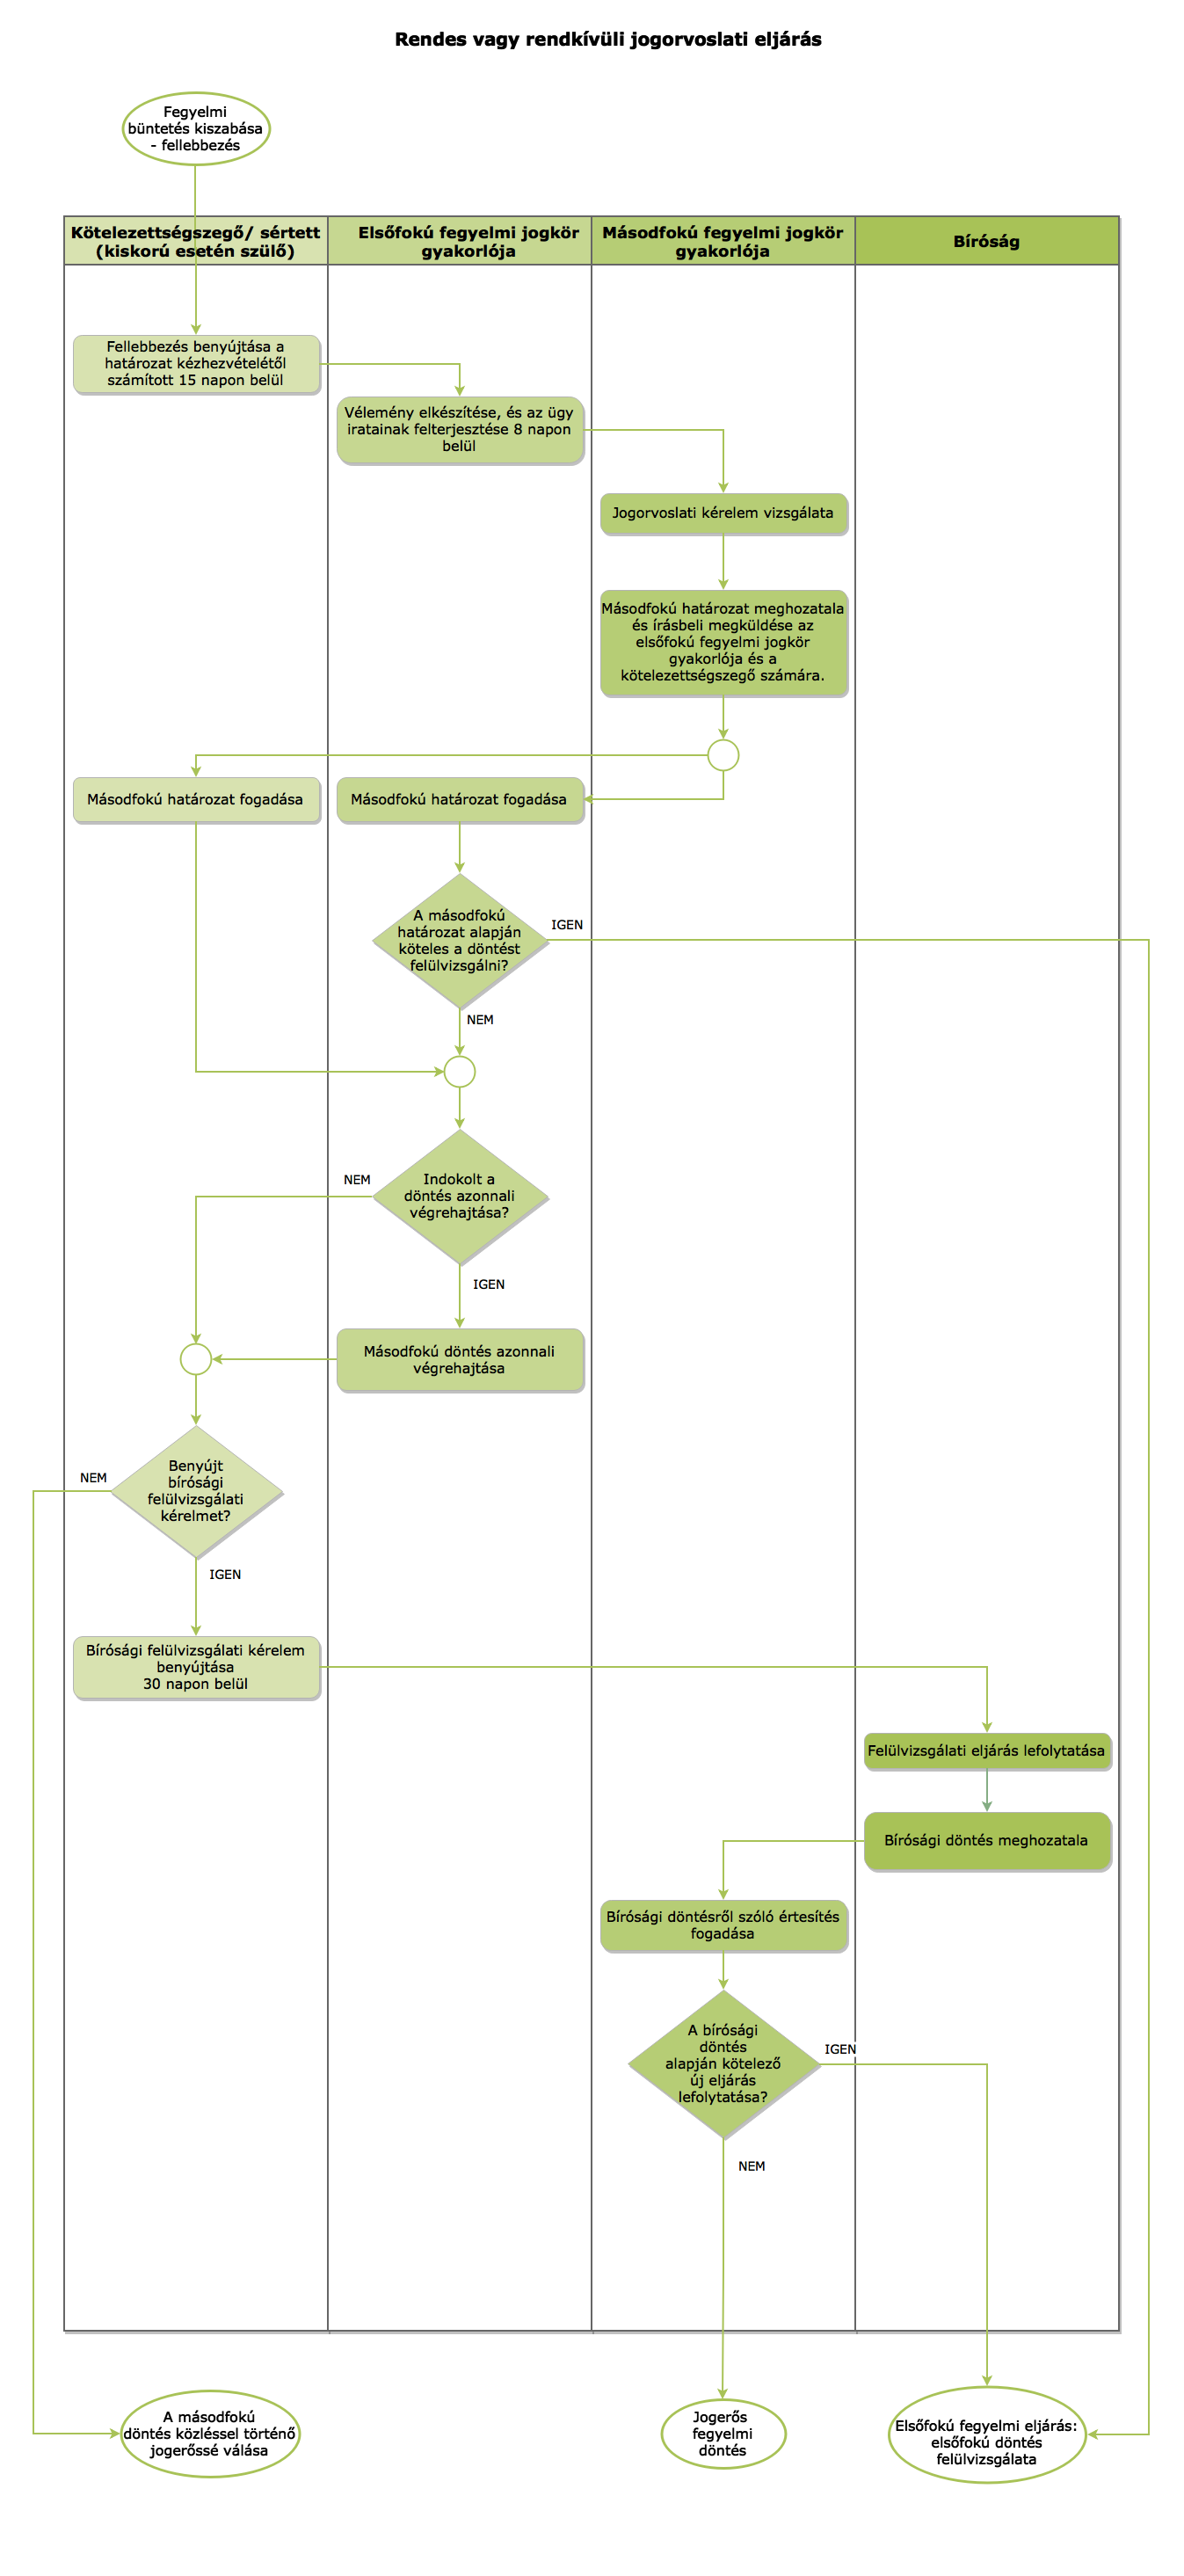 Rendes vagy rendkívüli jogorvoslati eljárás
Fegyelmi
büntetés kiszabása
- fellebbezés
Kötelezettségszegő/ sértett
(kiskorú esetén szülő)
Elsőfokú fegyelmi jogkör
gyakorlója
Másodfokú fegyelmi jogkör
gyakorlója
Bíróság
Fellebbezés benyújtása a
határozat kézhezvételétől
számított 15 napon belül
Vélemény elkészítése, és az ügy
iratainak felterjesztése 8 napon
belül
Jogorvoslati kérelem vizsgálata
Másodfokú határozat meghozatala
és írásbeli megküldése az
elsőfokú fegyelmi jogkör
gyakorlója és a
kötelezettségszegő számára.
Másodfokú határozat fogadása
Másodfokú határozat fogadása
A másodfokú
határozat alapján
köteles a döntést
felülvizsgálni?
IGEN
NEM
Indokolt a
döntés azonnali
végrehajtása?
NEM
IGEN
Másodfokú döntés azonnali
végrehajtása
Benyújt
bírósági
felülvizsgálati
kérelmet?
NEM
IGEN
Bírósági felülvizsgálati kérelem
benyújtása
30 napon belül
Felülvizsgálati eljárás lefolytatása
Bírósági döntés meghozatala
Bírósági döntésről szóló értesítés
fogadása
A bírósági
döntés
alapján kötelező
új eljárás
lefolytatása?
IGEN
NEM
A másodfokú
döntés közléssel történő
jogerőssé válása
Jogerős
fegyelmi
döntés
Elsőfokú fegyelmi eljárás:
elsőfokú döntés
felülvizsgálata